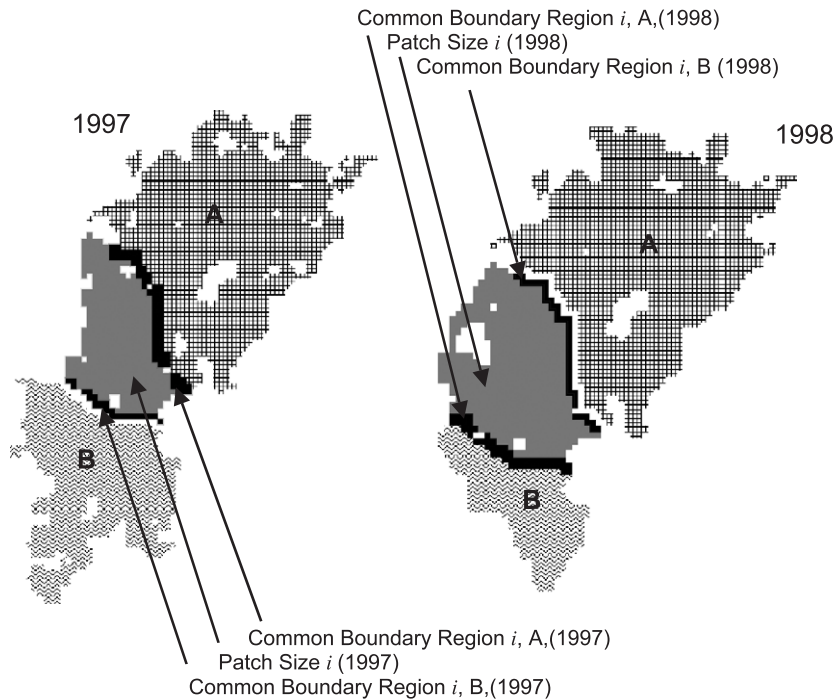 Common Boundary Region i, A,(1998)
Patch Size i (1998)
Common Boundary Region i, B (1998)
1997
1998
A
A
B
B
Common Boundary Region i, A,(1997)
Patch Size i (1997)
Common Boundary Region i, B,(1997)